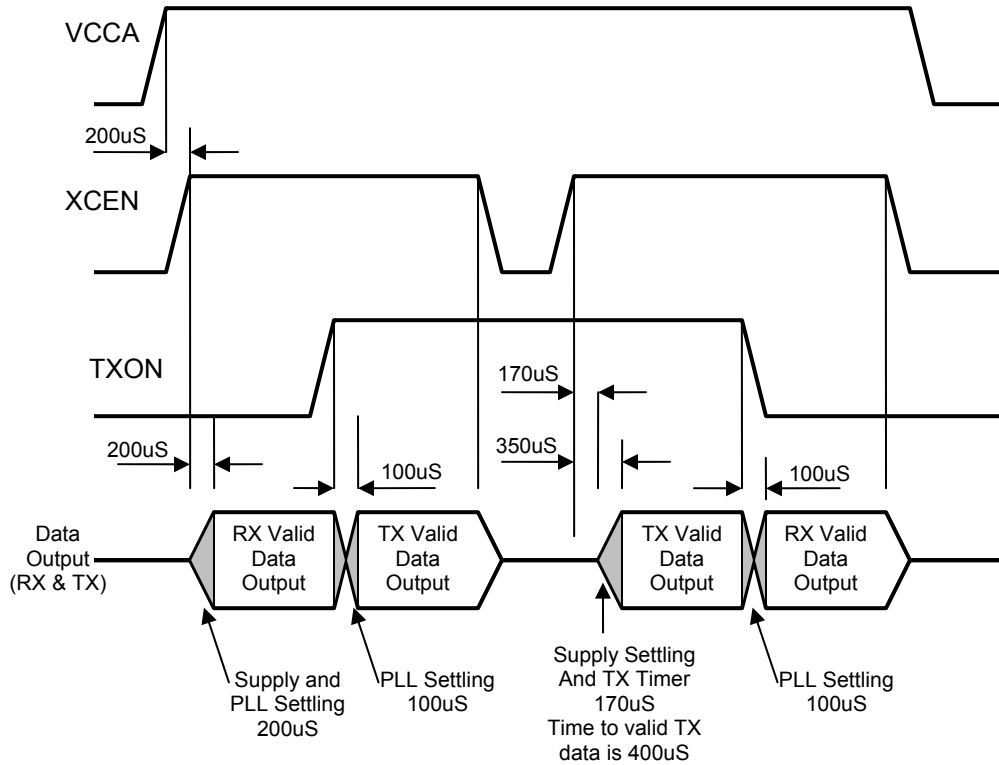 VCCA
200uS
XCEN
TXON
170uS
350uS
200uS
100uS
100uS
Data
Output
(RX & TX)
RX Valid
Data
Output
TX Valid
Data
Output
TX Valid
Data
Output
RX Valid
Data
Output
Supply and
PLL Settling
200uS
PLL Settling
100uS
Supply Settling
And TX Timer
170uS
Time to valid TX
data is 400uS
PLL Settling
100uS